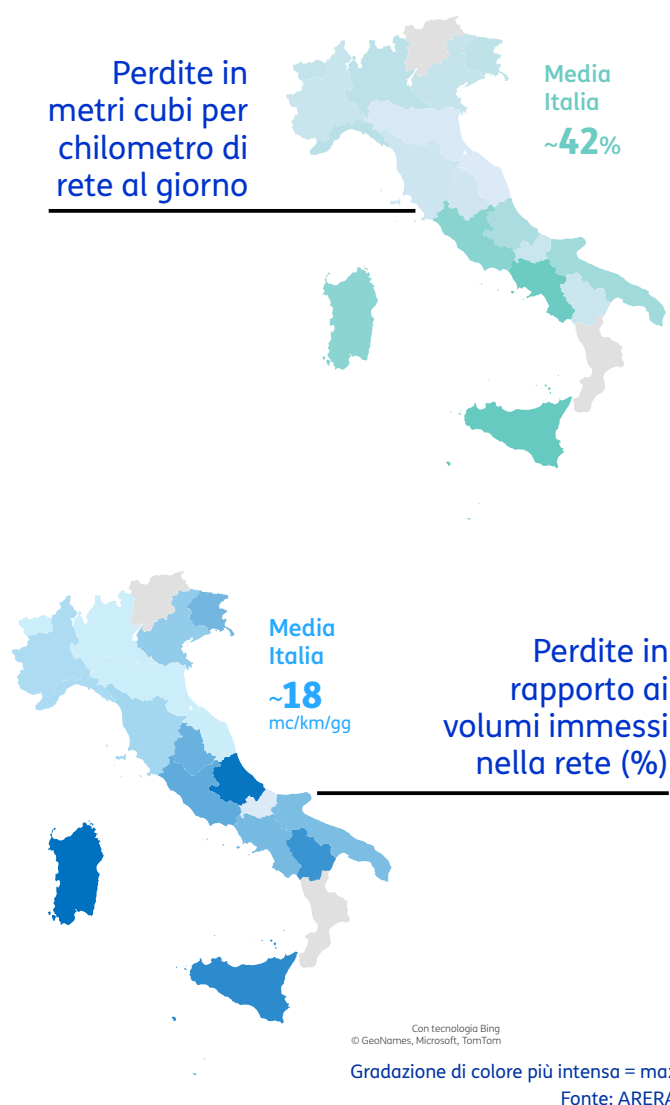 Perdite in
metri cubi per
chilometro di
rete al giorno
Media
Italia
~42%
Media
Italia
~18
mc/km/gg
Perdite in
rapporto ai
volumi immessi
nella rete (%)
Con tecnologia Bing
© GeoNames, Microsoft, TomTom
Gradazione di colore più intensa = max
Fonte: ARERA